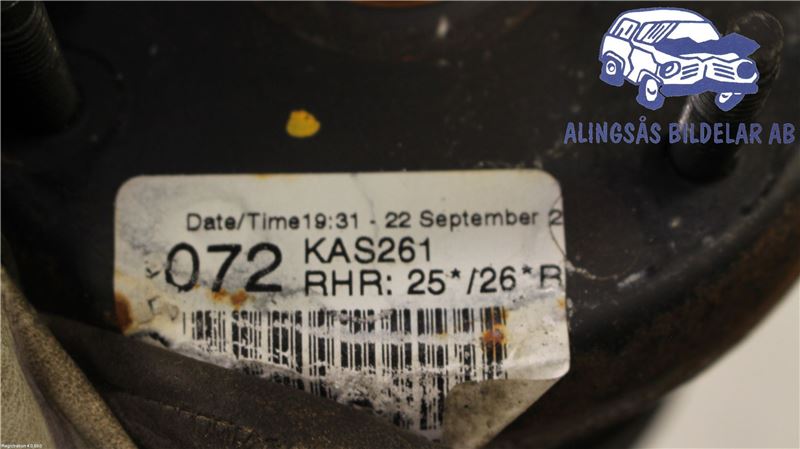 ALINGSÅS BILDELAR AB
Date/Time19:31 - 22 September 2
072 KAS261
RHR: 25*/26*R